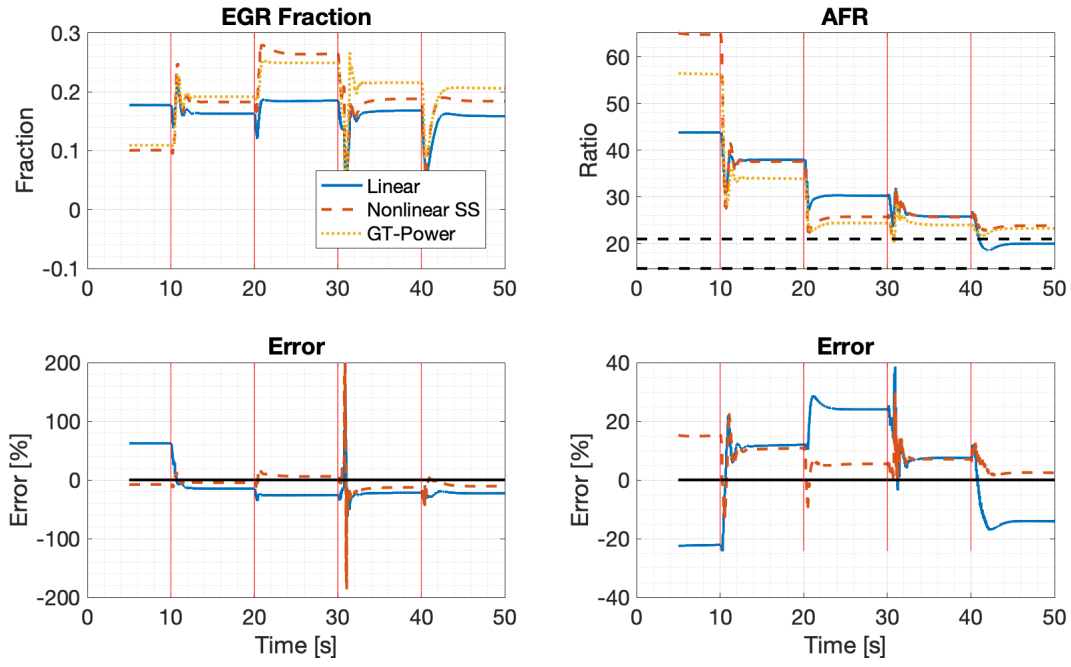 EGR Fraction
0.3
0.2
0.1
0
-0.1
Fraction
Linear
Nonlinear SS
GT-Power
0 10 20 30 40 50
AFR
60
50
40
30
20
Ratio
0 10 20 30 40 50
Error
200
100
0
-100
-200
Error [%]
0 10 20 30 40 50
Time [s]
Error
40
20
0
-20
-40
Error [%]
0 10 20 30 40 50
Time [s]